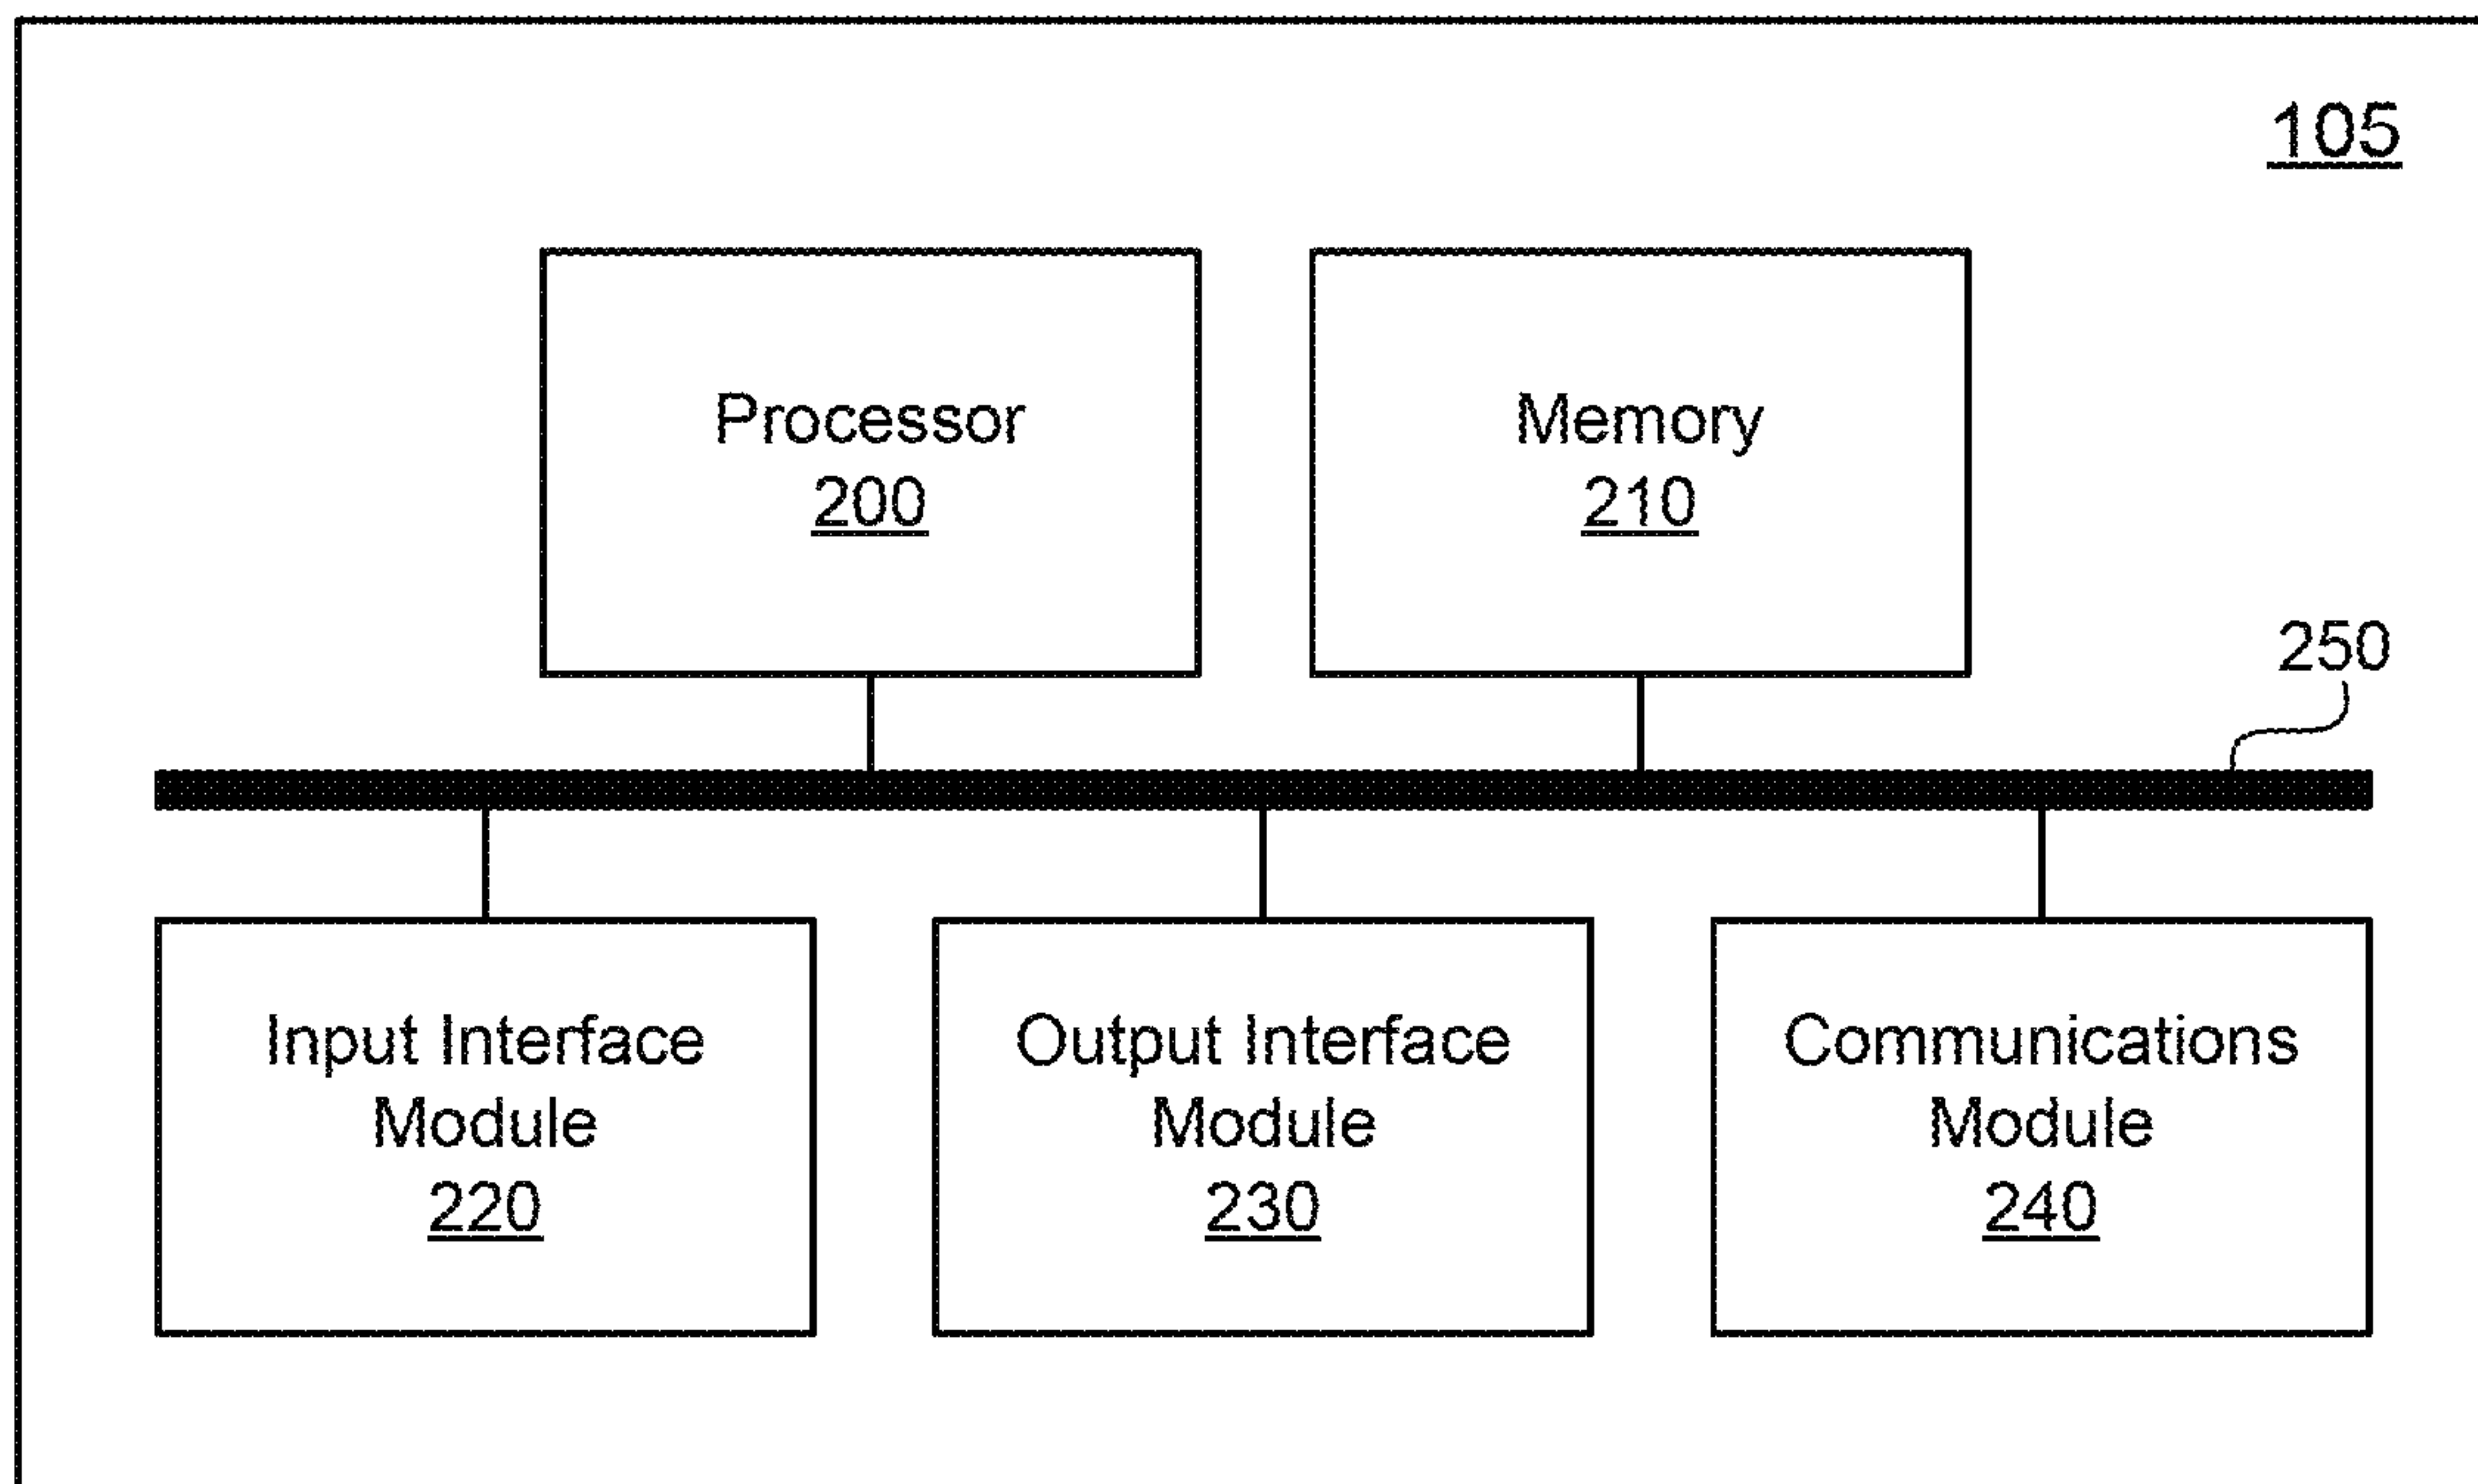 105
Processor
200
Memory
210
250
Input Interface
Module
220
Output Interface
Module
230
Communications
Module
240